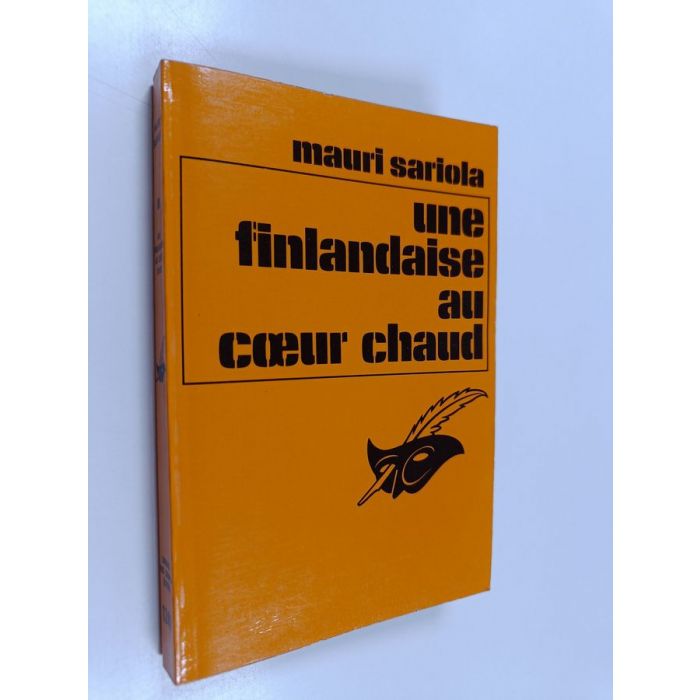 mauri sariola
une
finlandaise
au
cœur chaud